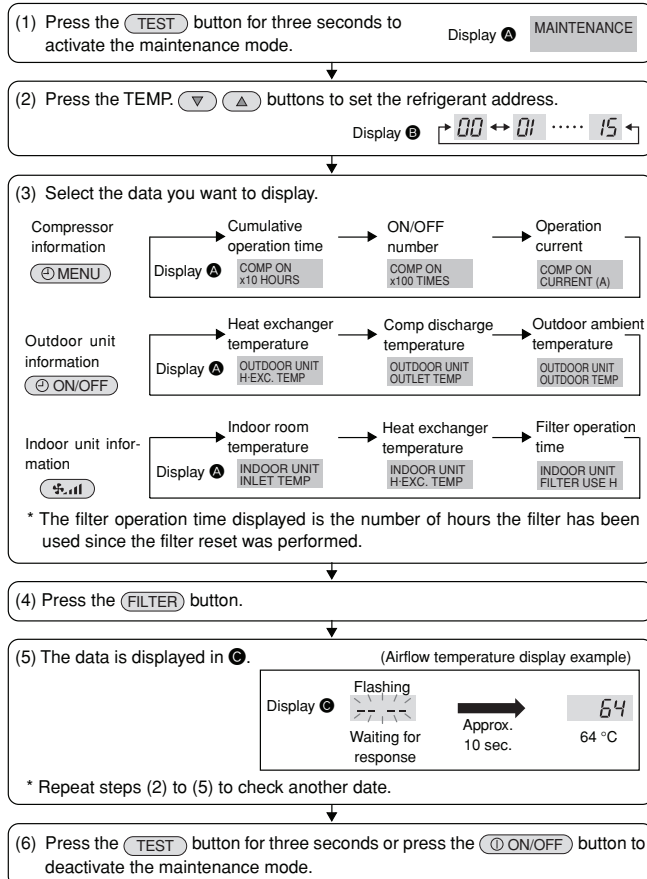 (1) Press the TEST button for three seconds to
activate the maintenance mode.
Display A MAINTENANCE
(2) Press the TEMP. ▽ △ buttons to set the refrigerant address.
Display B 00 ↔ 01 ····· 15
(3) Select the data you want to display.
Compressor
information
MENU
Display A
Cumulative
operation time
COMP ON
x10 HOURS
ON/OFF
number
COMP ON
x100 TIMES
Operation
current
COMP ON
CURRENT (A)
Outdoor unit
information
ON/OFF
Display A
Heat exchanger
temperature
OUTDOOR UNIT
H·EXC. TEMP
Comp discharge
temperature
OUTDOOR UNIT
OUTLET TEMP
Outdoor ambient
temperature
OUTDOOR UNIT
OUTDOOR TEMP
Indoor unit infor-
mation
Display A
Indoor room
temperature
INDOOR UNIT
INLET TEMP
Heat exchanger
temperature
INDOOR UNIT
H·EXC. TEMP
Filter operation
time
INDOOR UNIT
FILTER USE H
* The filter operation time displayed is the number of hours the filter has been
used since the filter reset was performed.
(4) Press the FILTER button.
(5) The data is displayed in C.
(Airflow temperature display example)
Display C
Flashing
-- --
Waiting for
response
Approx.
10 sec.
64
64 °C
* Repeat steps (2) to (5) to check another date.
(6) Press the TEST button for three seconds or press the ON/OFF button to
deactivate the maintenance mode.